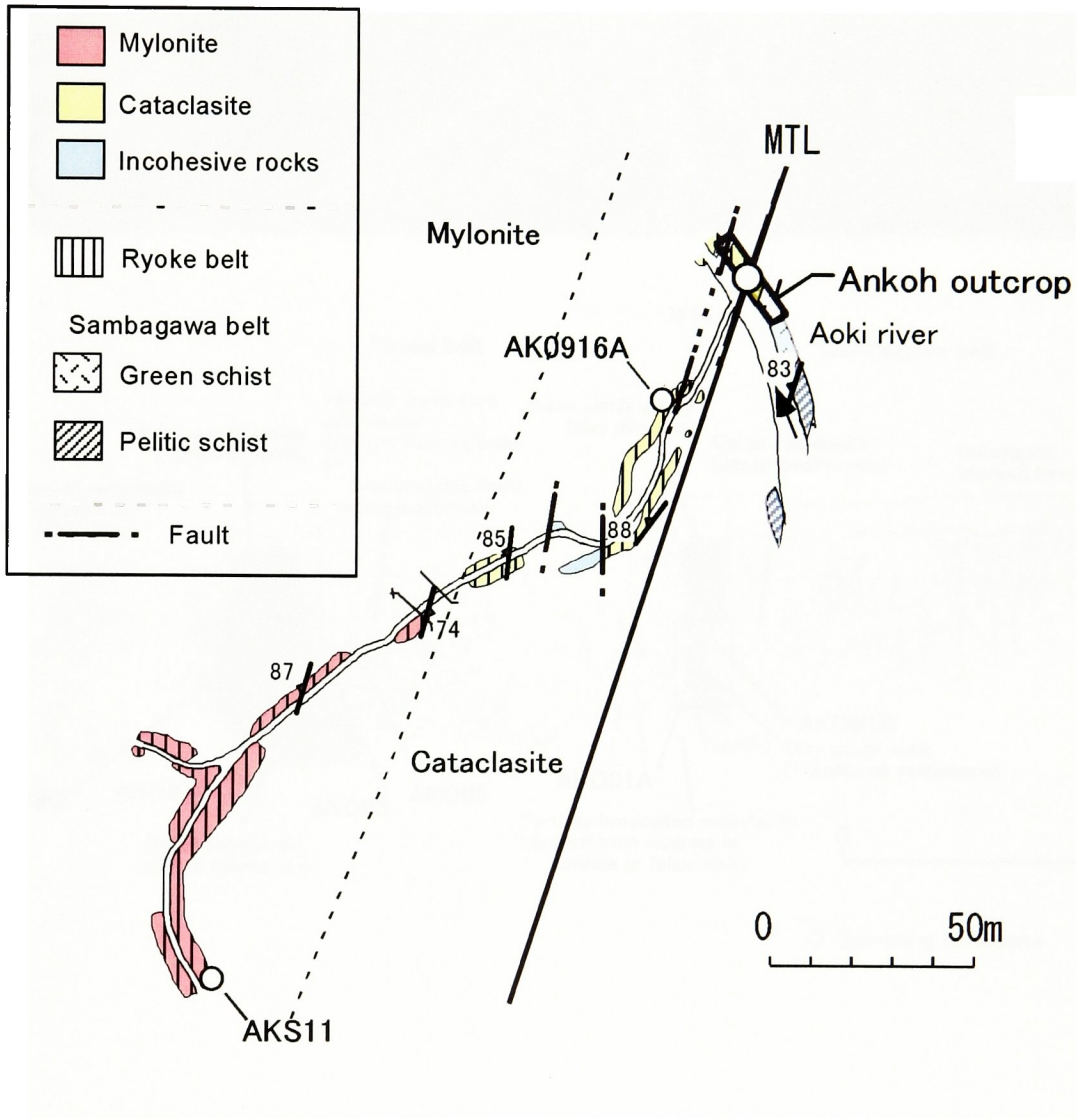 Mylonite
Cataclasite
Incohesive rocks
Ryoke belt
Sambagawa belt
Green schist
Pelitic schist
Fault
MTL
Mylonite
Ankoh outcrop
Aoki river
AK0916A
83
88
85
74
87
Cataclasite
0 50m
AKS11